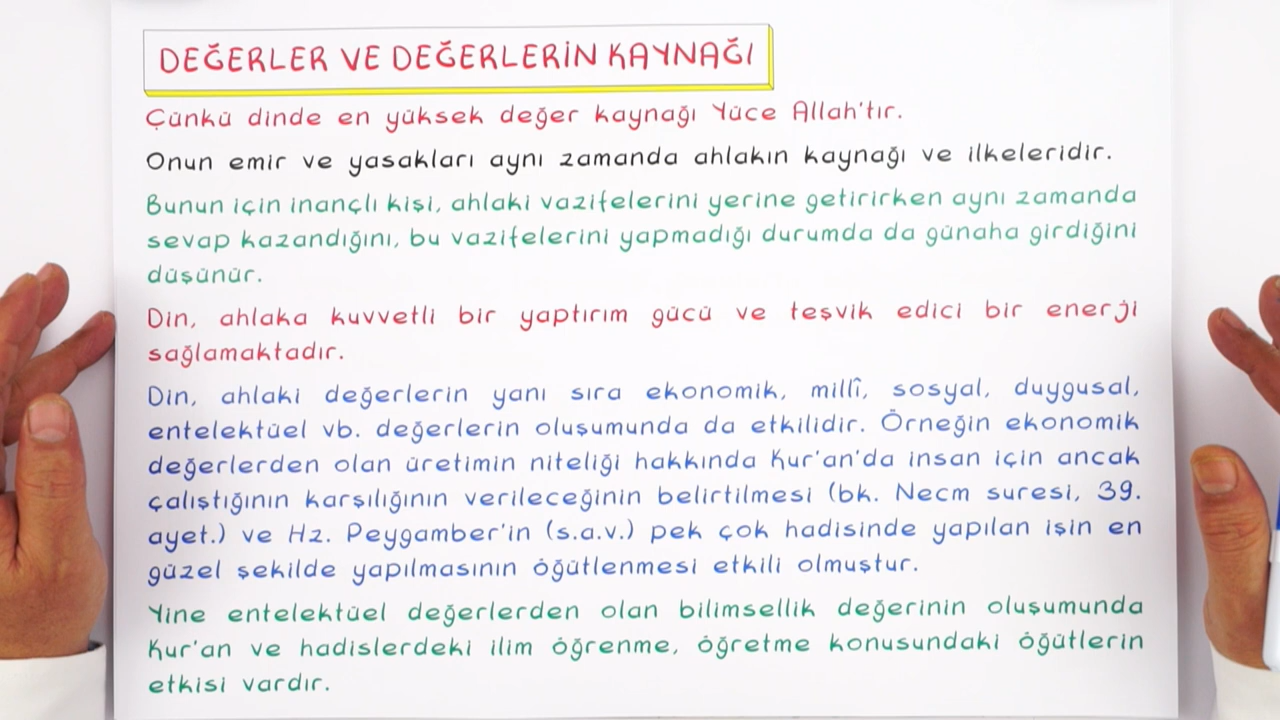 DEĞERLER VE DEĞERLERİN KAYNAĞI
Çünkü dinde en yüksek değer kaynağı Yüce Allah'tır.
Onun emir ve yasakları aynı zamanda ahlakın kaynağı ve ilkeleridir.
Bunun için inançlı kişi, ahlaki vazifelerini yerine getirirken aynı zamanda
sevap kazandığını, bu vazifelerini yapmadığı durumda da günaha girdiğini
düşünür.
Din, ahlaka kuvvetli bir yaptırım gücü ve teşvik edici bir enerji
sağlamaktadır.
Din, ahlaki değerlerin yanı sıra ekonomik, millî, sosyal, duygusal,
entelektüel vb. değerlerin oluşumunda da etkilidir. Örneğin ekonomik
değerlerden olan üretimin niteliği hakkında Kur'an'da insan için ancak
çalıştığının karşılığının verileceğinin belirtilmesi (bk. Necm suresi, 39.
ayet.) ve Hz. Peygamber'in (s.a.v.) pek çok hadisinde yapılan işin en
güzel şekilde yapılmasının öğütlenmesi etkili olmuştur.
Yine entelektüel değerlerden olan bilimsellik değerinin oluşumunda
Kur'an ve hadislerdeki ilim öğrenme, öğretme konusundaki öğütlerin
etkisi vardır.